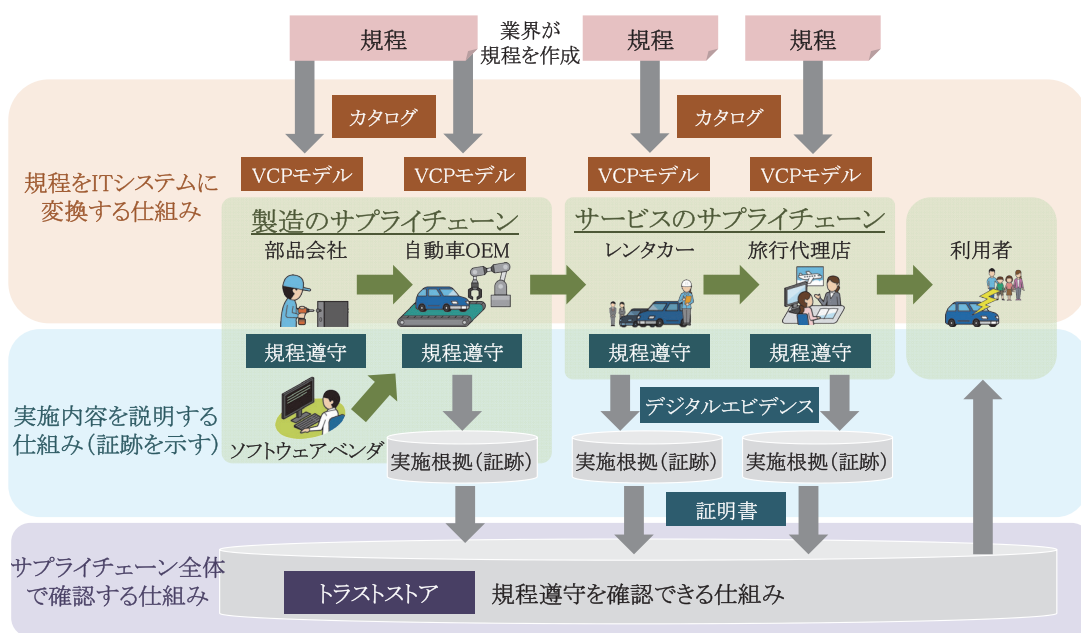 規程
業界が
規程を作成
規程
規程
カタログ
カタログ
VCPモデル
VCPモデル
VCPモデル
VCPモデル
規程をITシステムに
変換する仕組み
製造のサプライチェーン
サービスのサプライチェーン
部品会社
自動車OEM
レンタカー
旅行代理店
利用者
規程遵守
規程遵守
規程遵守
規程遵守
実施内容を説明する
仕組み（証跡を示す）
ソフトウェアベンダ
デジタルエビデンス
実施根拠（証跡）
実施根拠（証跡）
実施根拠（証跡）
証明書
サプライチェーン全体
で確認する仕組み
トラストストア
規程遵守を確認できる仕組み